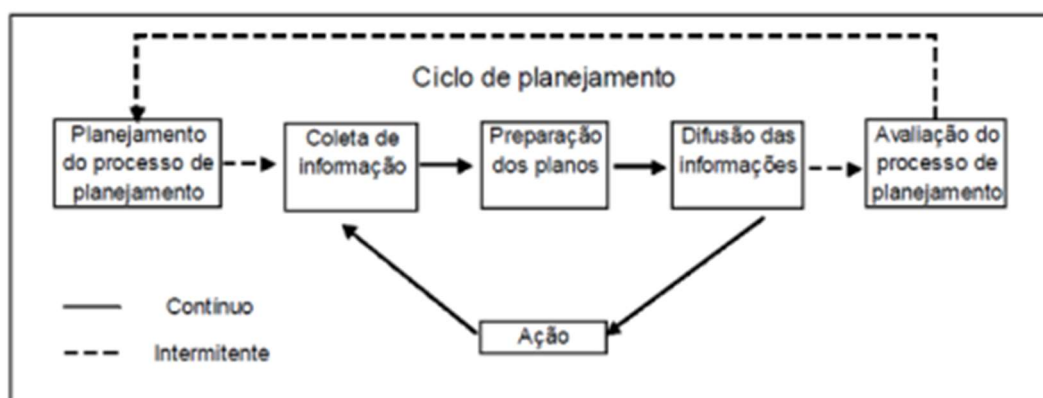 Ciclo de planejamento
Planejamento
do processo de
planejamento
Coleta de
informação
Preparação
dos planos
Difusão das
informações
Avaliação do
processo de
planejamento
Ação
Contínuo
Intermitente